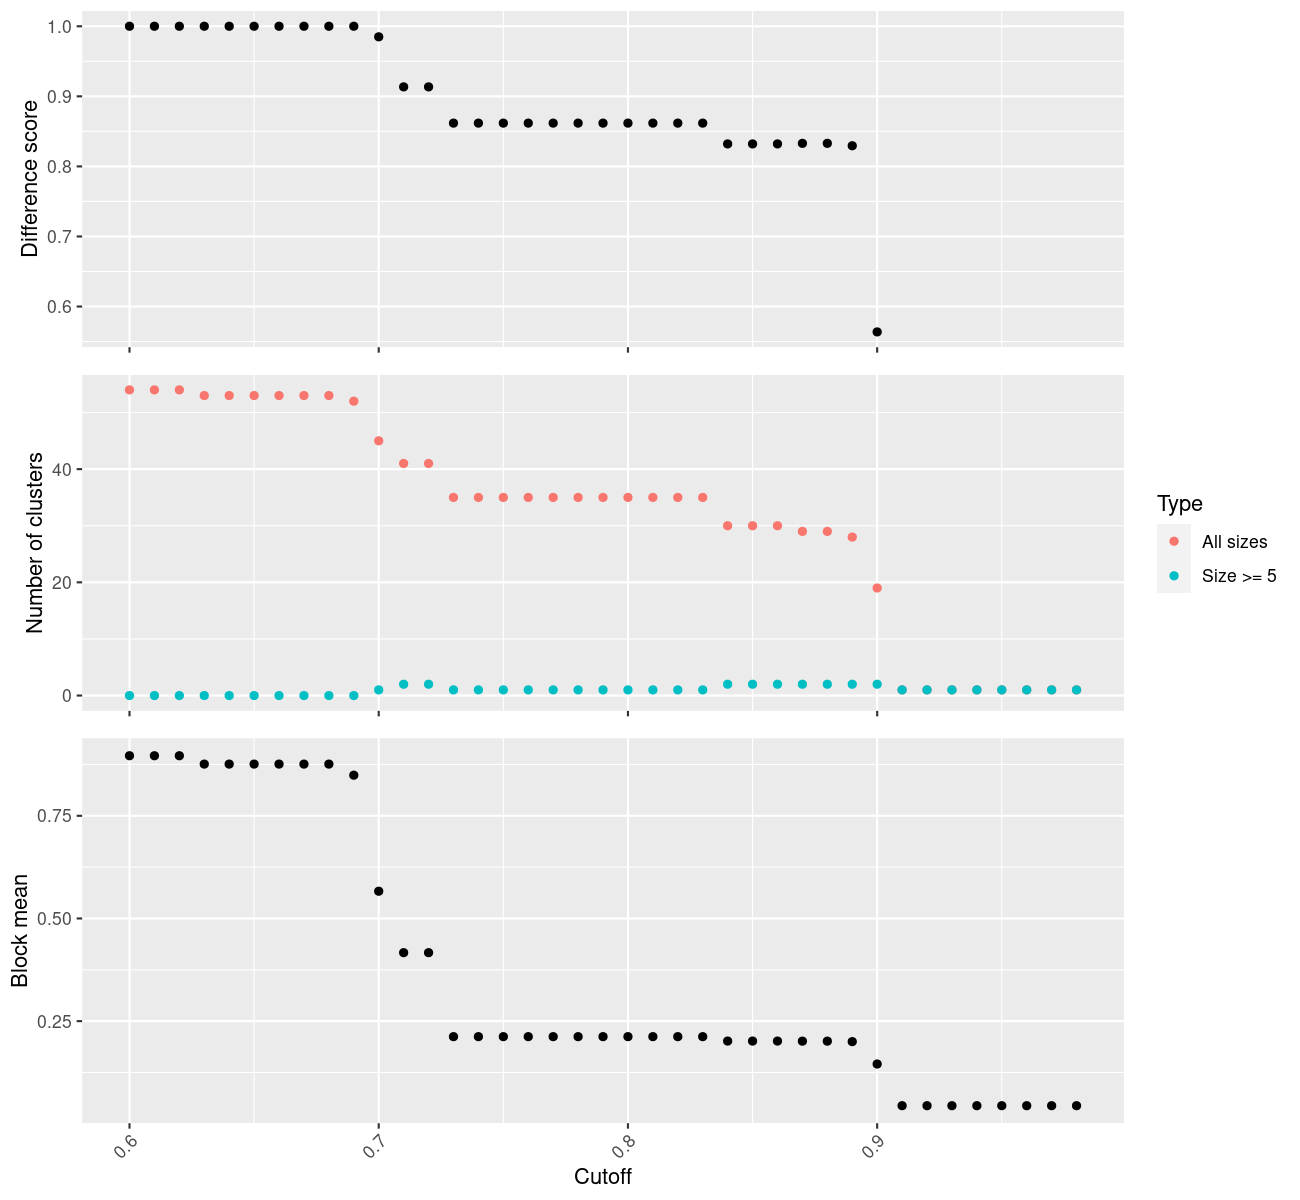 1.0
0.9
0.8
0.7
0.6
Difference score
40
20
0
Number of clusters
Type
All sizes
Size >= 5
0.75
0.50
0.25
Block mean
0.6
0.7
0.8
0.9
Cutoff